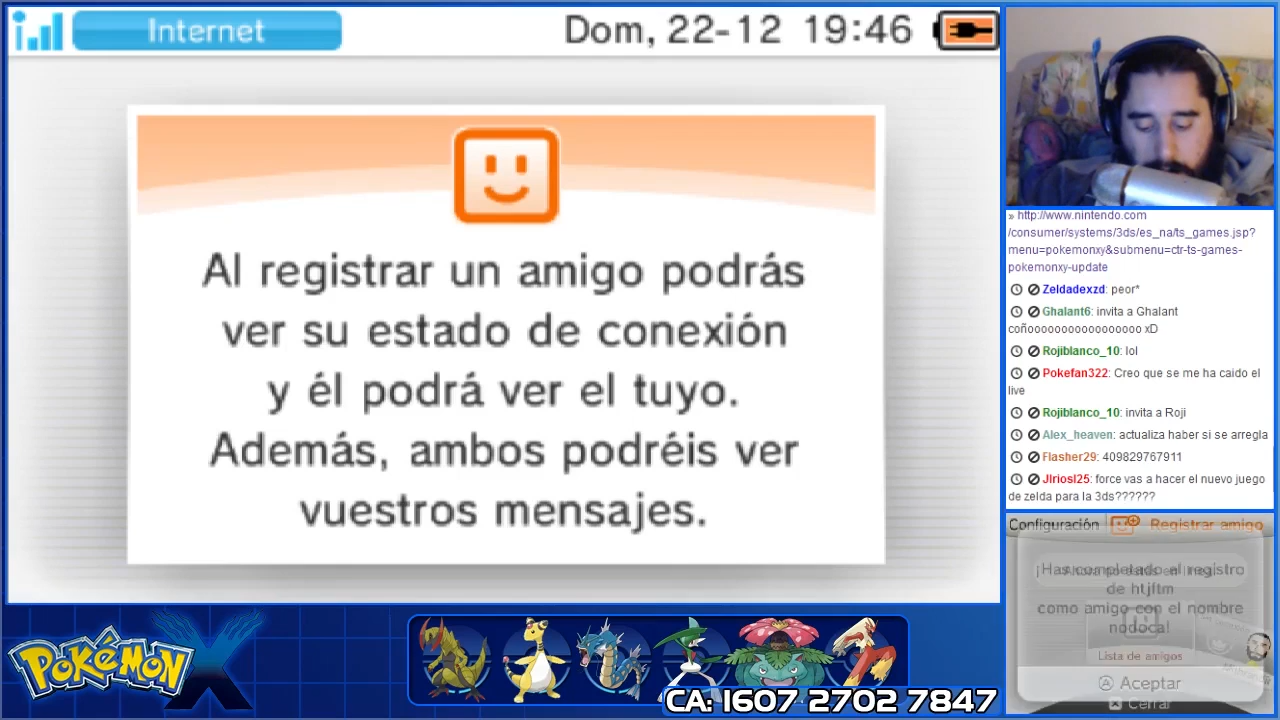 Internet
Dom, 22-12 19:46
Al registrar un amigo podrás
ver su estado de conexión
y él podrá ver el tuyo.
Además, ambos podréis ver
vuestros mensajes.
» http://www.nintendo.com
/consumer/systems/3ds/es_na/ts_games.jsp?
menu=pokemonxy&submenu=ctr-ts-games-
pokemonxy-update
Zeldadexzd: peor*
Ghalant6: invita a Ghalant
coñooooooooooooooooo xD
Rojiblanco_10: lol
Pokefan322: Creo que se me ha caido el
live
Rojiblanco_10: invita a Roji
Alex_heaven: actualiza haber si se arregla
Flasher29: 409829767911
JIriosl25: force vas a hacer el nuevo juego
de zelda para la 3ds??????
Configuración Registrar amigo
¡Has completado el registro
de htjftm
como amigo con el nombre
nodoca!
Lista de amigos
A Aceptar
X Cerrar
POKéMON X
CA: 1607 2702 7847